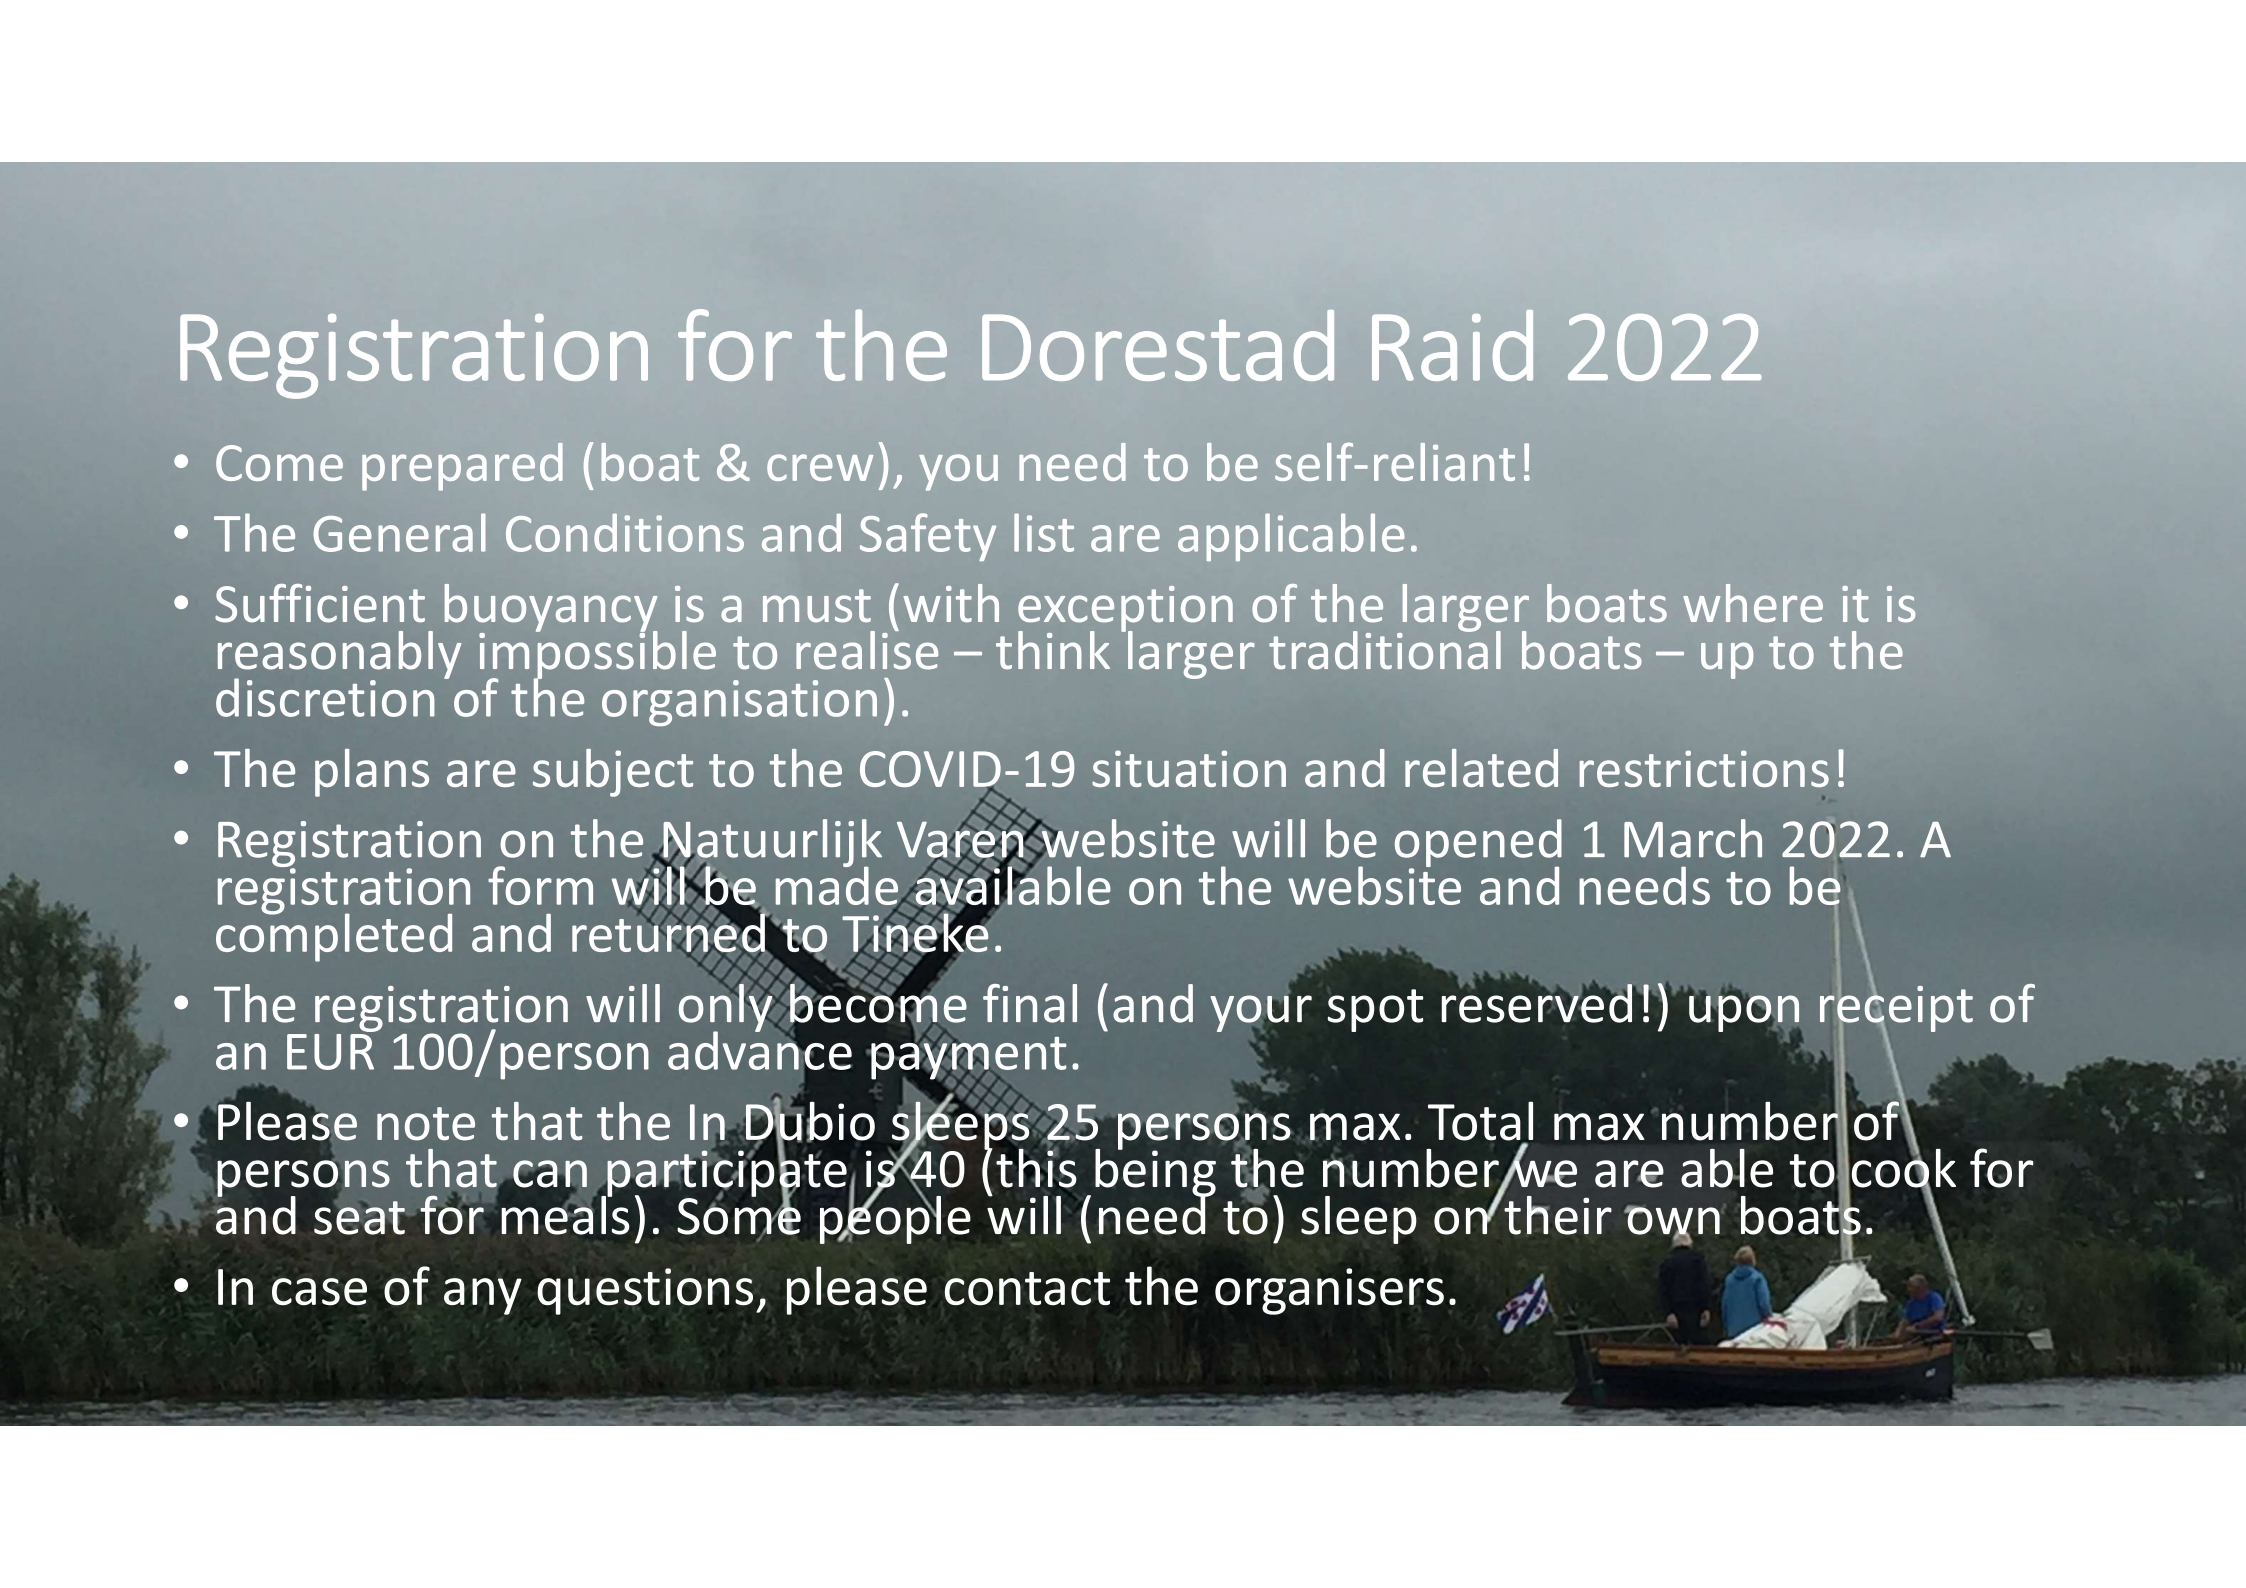 Registration for the Dorestad Raid 2022
• Come prepared (boat & crew), you need to be self-reliant!
• The General Conditions and Safety list are applicable.
• Sufficient buoyancy is a must (with exception of the larger boats where it is
reasonably impossible to realise – think larger traditional boats – up to the
discretion of the organisation).
• The plans are subject to the COVID-19 situation and related restrictions!
• Registration on the Natuurlijk Varen website will be opened 1 March 2022. A
registration form will be made available on the website and needs to be
completed and returned to Tineke.
• The registration will only become final (and your spot reserved!) upon receipt of
an EUR 100/person advance payment.
• Please note that the In Dubio sleeps 25 persons max. Total max number of
persons that can participate is 40 (this being the number we are able to cook for
and seat for meals). Some people will (need to) sleep on their own boats.
• In case of any questions, please contact the organisers.